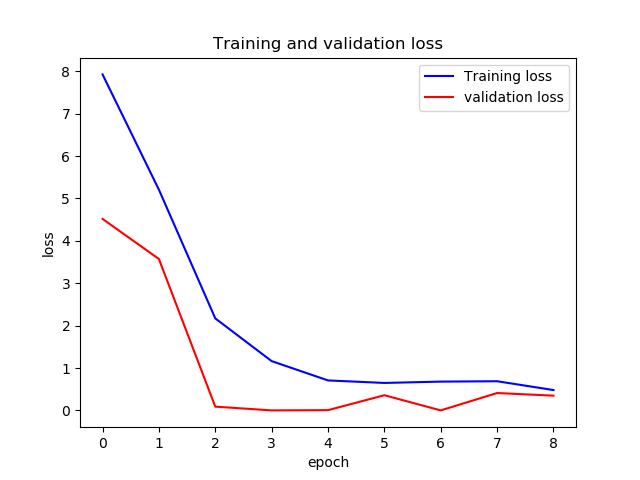 Training and validation loss
Training loss
validation loss
8
7
6
5
4
3
2
1
0
loss
0 1 2 3 4 5 6 7 8
epoch